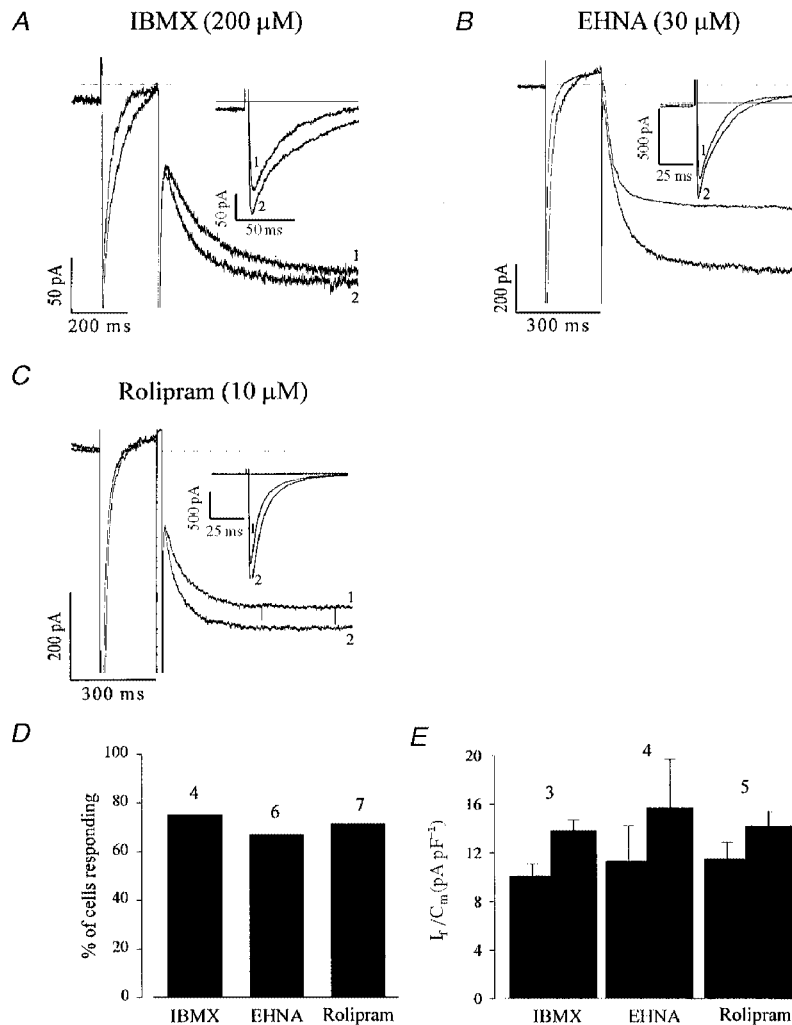 A
IBMX (200 µM)
1
2
50 pA
50 ms
50 pA
200 ms
1
2
B
EHNA (30 µM)
500 pA
25 ms
1
2
200 pA
300 ms
C
Rolipram (10 µM)
500 pA
25 ms
1
2
200 pA
300 ms
1
2
D
% of cells responding
100
80
60
40
20
0
4
6
7
IBMX
EHNA
Rolipram
E
I_f /C_m (pA pF⁻¹)
20
16
12
8
4
0
3
4
5
IBMX
EHNA
Rolipram